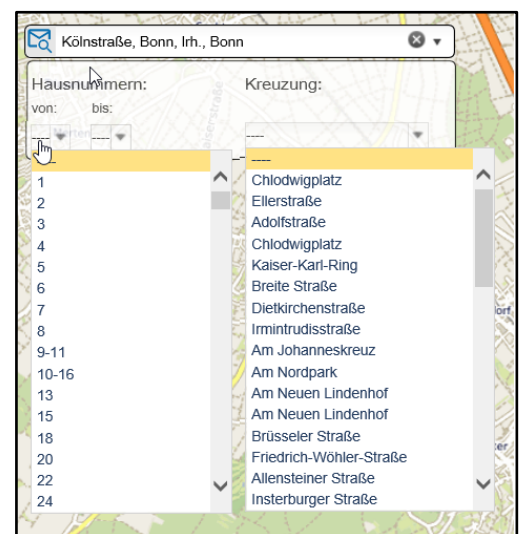 Kölnstraße, Bonn, Irh., Bonn
Hausnummern:
Kreuzung:
von: bis:
---- ----
----
----
1
2
3
4
5
6
7
8
9-11
10-16
13
15
18
20
22
24
----
Chlodwigplatz
Ellerstraße
Adolfstraße
Chlodwigplatz
Kaiser-Karl-Ring
Breite Straße
Dietkirchenstraße
Irmintrudisstraße
Am Johanneskreuz
Am Nordpark
Am Neuen Lindenhof
Am Neuen Lindenhof
Brüsseler Straße
Friedrich-Wöhler-Straße
Allensteiner Straße
Insterburger Straße